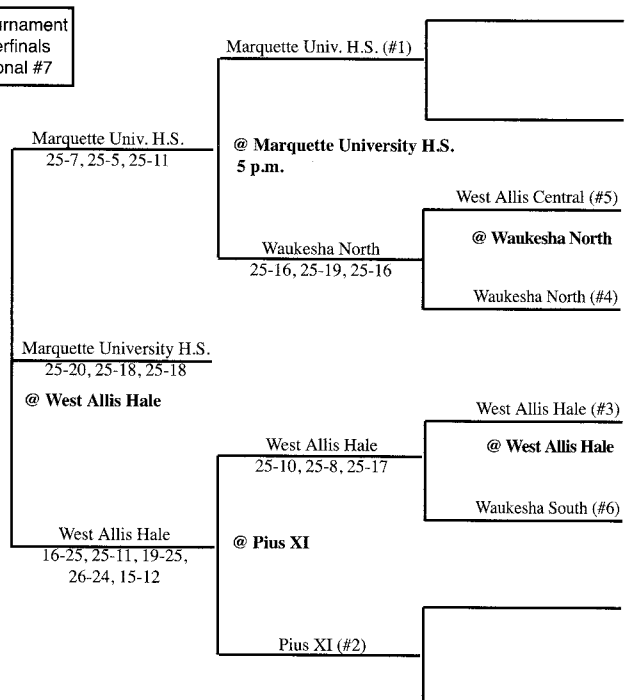 Marquette Univ. H.S. (#1)
Marquette Univ. H.S.
25-7, 25-5, 25-11
@ Marquette University H.S.
5 p.m.
West Allis Central (#5)
@ Waukesha North
Waukesha North
25-16, 25-19, 25-16
Waukesha North (#4)
Marquette University H.S.
25-20, 25-18, 25-18
@ West Allis Hale
West Allis Hale (#3)
@ West Allis Hale
West Allis Hale
25-10, 25-8, 25-17
Waukesha South (#6)
West Allis Hale
16-25, 25-11, 19-25,
26-24, 15-12
@ Pius XI
Pius XI (#2)